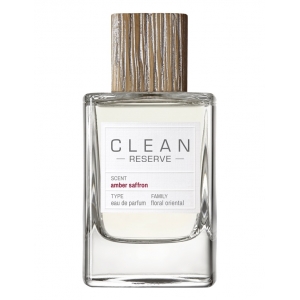 CLEAN
RESERVE
SCENT
amber saffron
TYPE FAMILY
eau de parfum floral oriental